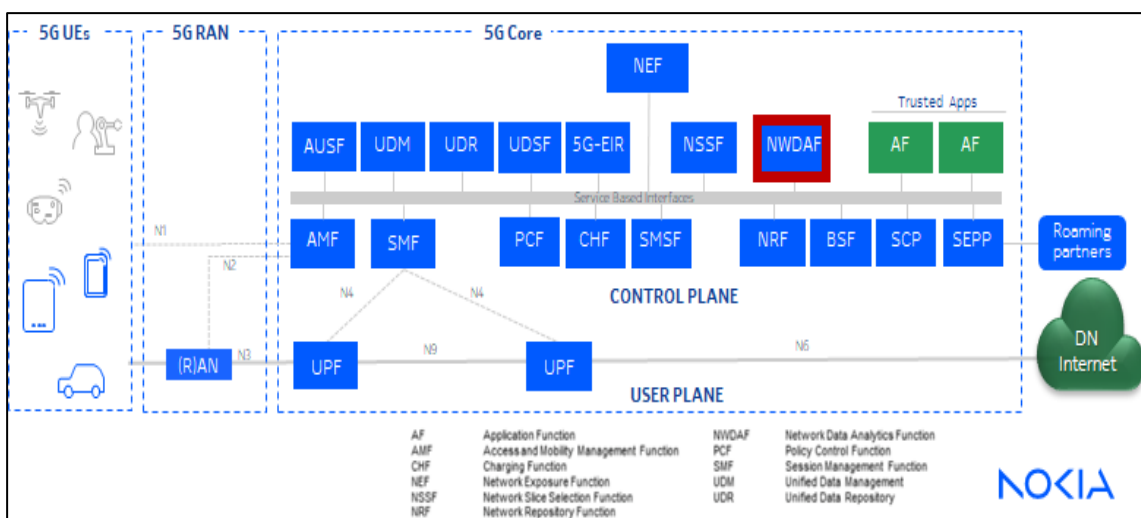 5G UEs 5G RAN 5G Core
NEF
Trusted Apps
AUSF UDM UDR UDSF 5G-EIR NSSF NWDAF AF AF
Service Based Interfaces
AMF SMF PCF CHF SMSF NRF BSF SCP SEPP Roaming partners
N1
N2
N4 N4
CONTROL PLANE
(R)AN N3 UPF N9 UPF N6 DN Internet
USER PLANE
AF Application Function NWDAF Network Data Analytics Function
AMF Access and Mobility Management Function PCF Policy Control Function
CHF Charging Function SMF Session Management Function
NEF Network Exposure Function UDM Unified Data Management
NSSF Network Slice Selection Function UDR Unified Data Repository
NRF Network Repository Function
NOKIA